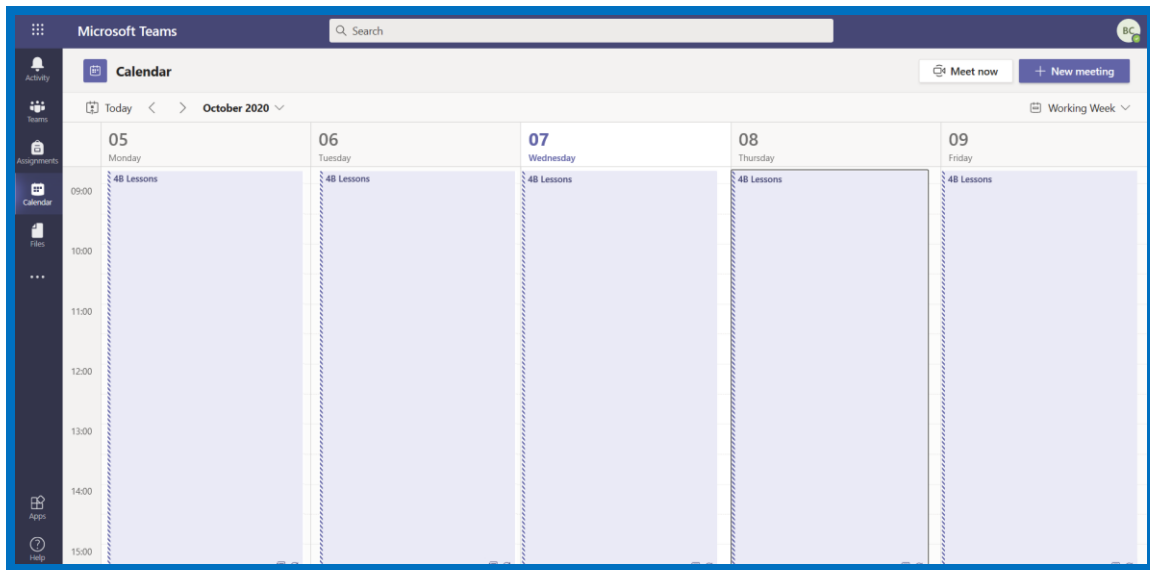 Microsoft Teams
Search
BC
Activity
Calendar
Meet now
New meeting
Teams
Today
October 2020
Working Week
Assignments
05
06
07
08
09
Monday
Tuesday
Wednesday
Thursday
Friday
Calendar
09:00
4B Lessons
4B Lessons
4B Lessons
4B Lessons
4B Lessons
Files
10:00
11:00
12:00
13:00
14:00
Apps
15:00
Help